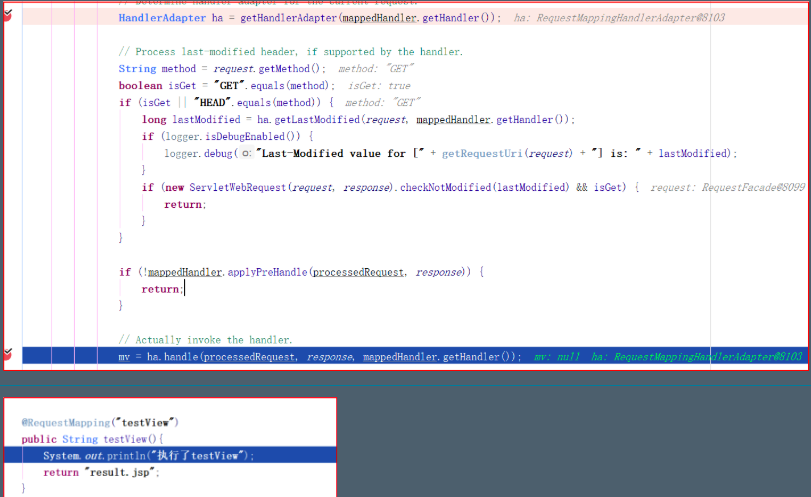 // Determine handler adapter for the current request.
HandlerAdapter ha = getHandlerAdapter(mappedHandler.getHandler()); ha: RequestMappingHandlerAdapter@8103
// Process last-modified header, if supported by the handler.
String method = request.getMethod(); method: "GET"
boolean isGet = "GET".equals(method); isGet: true
if (isGet || "HEAD".equals(method)) { method: "GET"
long lastModified = ha.getLastModified(request, mappedHandler.getHandler());
if (logger.isDebugEnabled()) {
logger.debug( o: "Last-Modified value for [" + getRequestUri(request) + "] is: " + lastModified);
}
if (new ServletWebRequest(request, response).checkNotModified(lastModified) && isGet) { request: RequestFacade@8099
return;
}
}
if (!mappedHandler.applyPreHandle(processedRequest, response)) {
return;
}
// Actually invoke the handler.
mv = ha.handle(processedRequest, response, mappedHandler.getHandler()); mv: null ha: RequestMappingHandlerAdapter@8103
@RequestMapping("testView")
public String testView(){
System.out.println("执行了testView");
return "result.jsp";
}